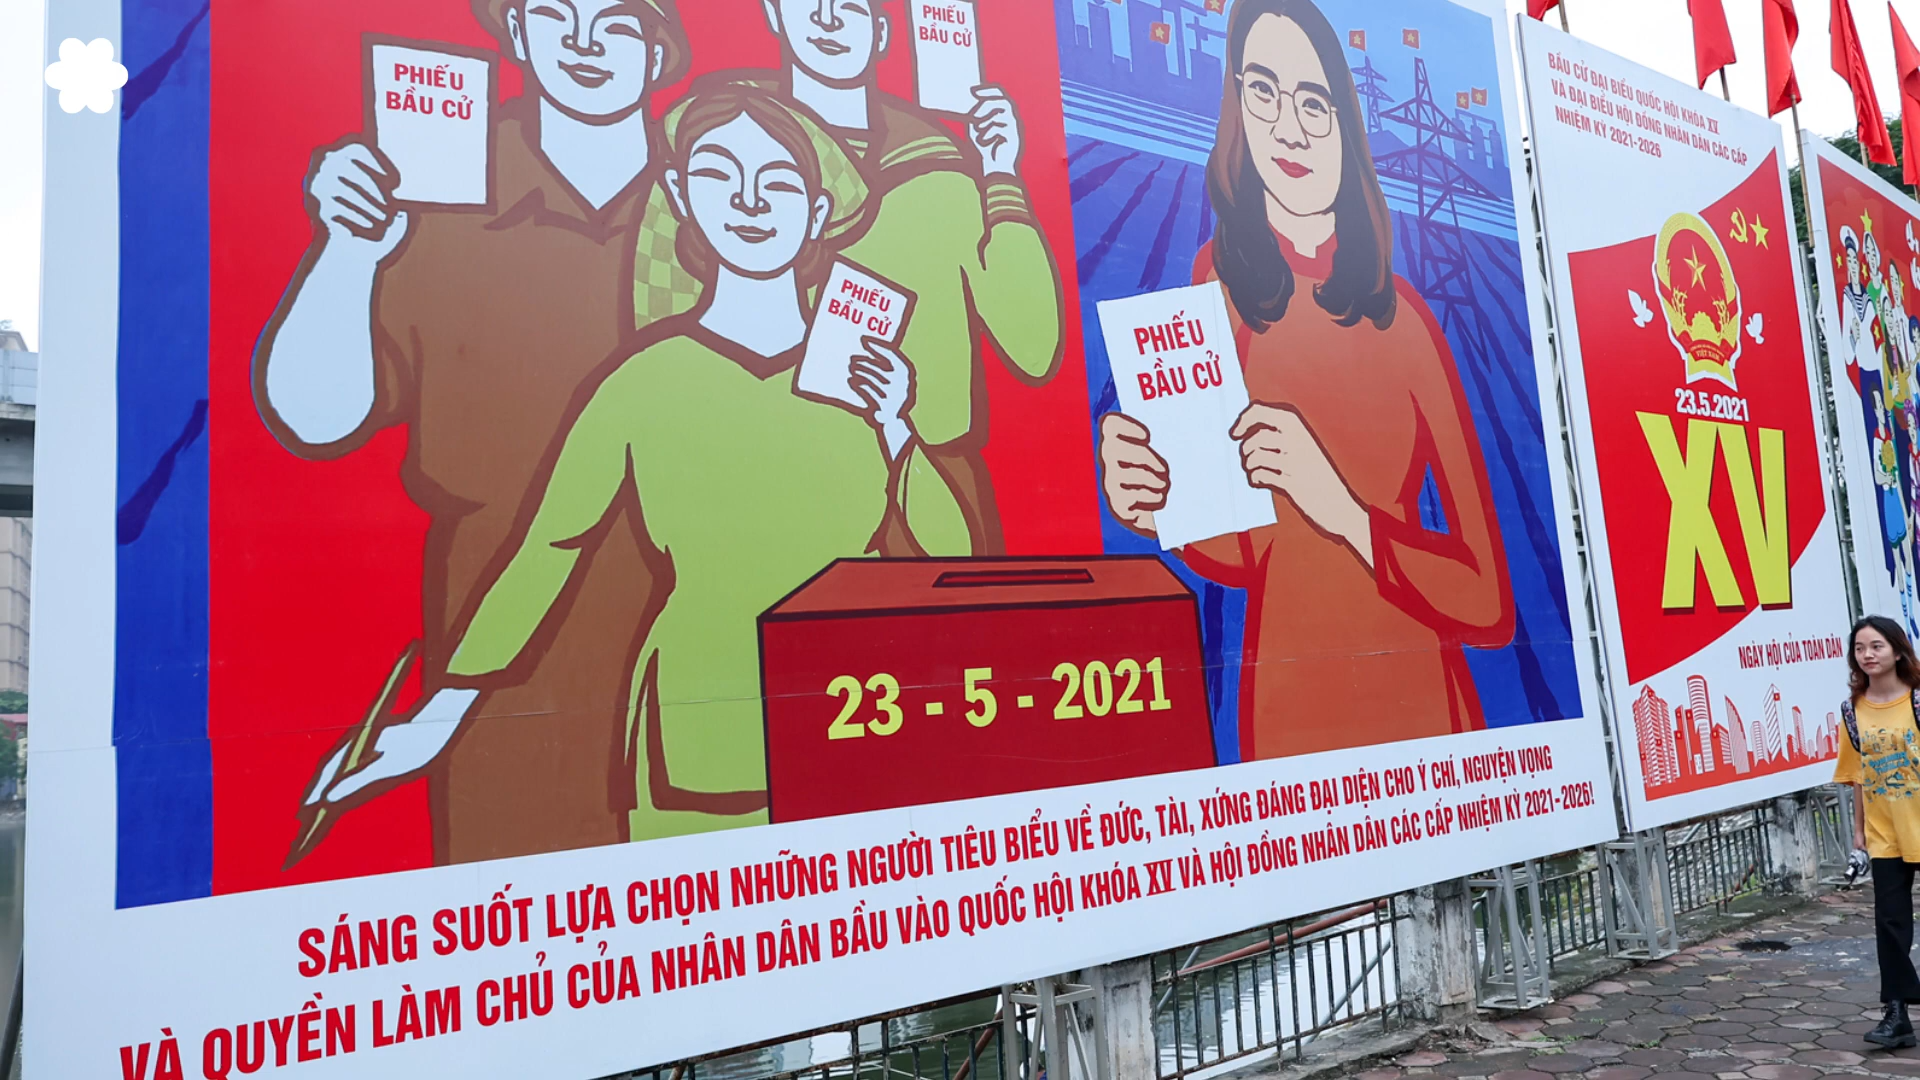 PHIẾU
BẦU CỬ
PHIẾU
BẦU CỬ
PHIẾU
BẦU CỬ
PHIẾU
BẦU CỬ
23 - 5 - 2021
SÁNG SUỐT LỰA CHỌN NHỮNG NGƯỜI TIÊU BIỂU VỀ ĐỨC, TÀI, XỨNG ĐÁNG ĐẠI DIỆN CHO Ý CHÍ, NGUYỆN VỌNG
VÀ QUYỀN LÀM CHỦ CỦA NHÂN DÂN BẦU VÀO QUỐC HỘI KHÓA XV VÀ HỘI ĐỒNG NHÂN DÂN CÁC CẤP NHIỆM KỲ 2021-2026!
BẦU CỬ ĐẠI BIỂU QUỐC HỘI KHÓA XV
VÀ ĐẠI BIỂU HỘI ĐỒNG NHÂN DÂN CÁC CẤP
NHIỆM KỲ 2021-2026
VIỆT NAM
23.5.2021
XV
NGÀY HỘI CỦA TOÀN DÂN